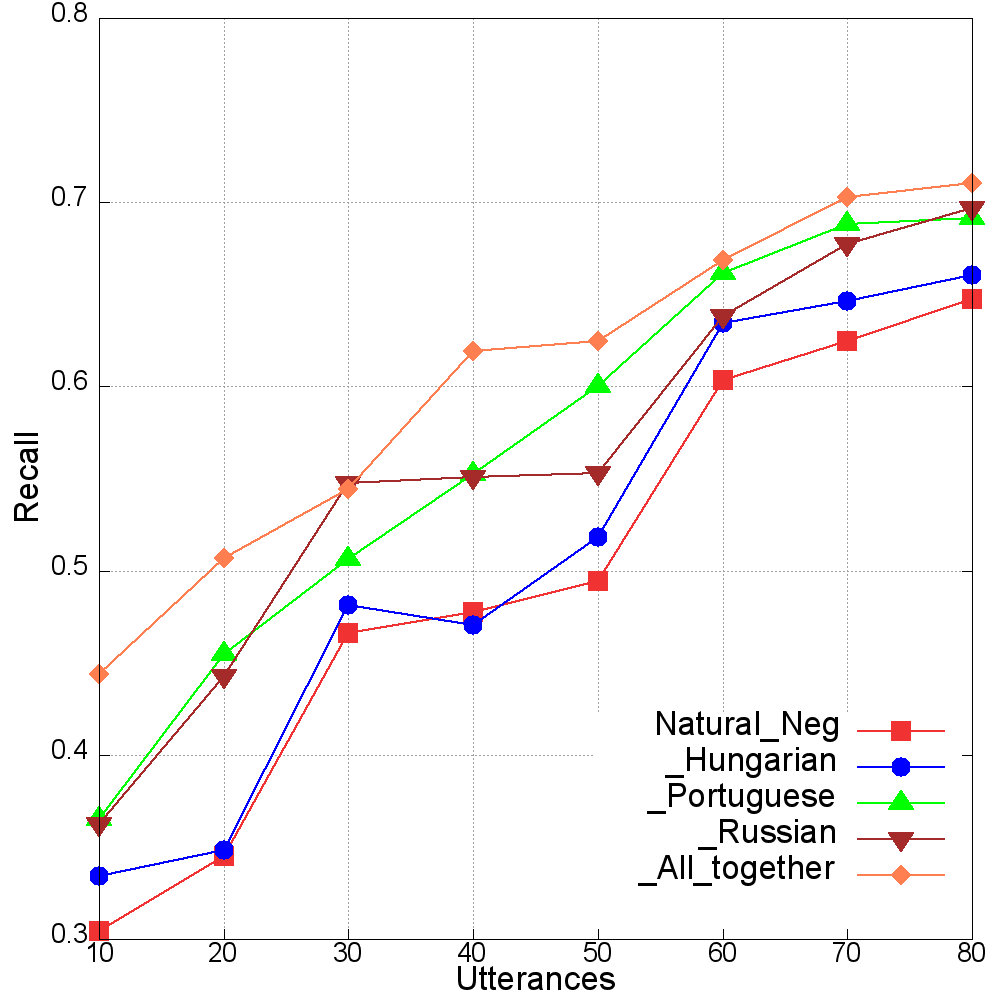 0.8
0.7
0.6
0.5
0.4
0.3
Recall
10 20 30 40 50 60 70 80
Utterances
Natural_Neg
_Hungarian
_Portuguese
_Russian
_All_together